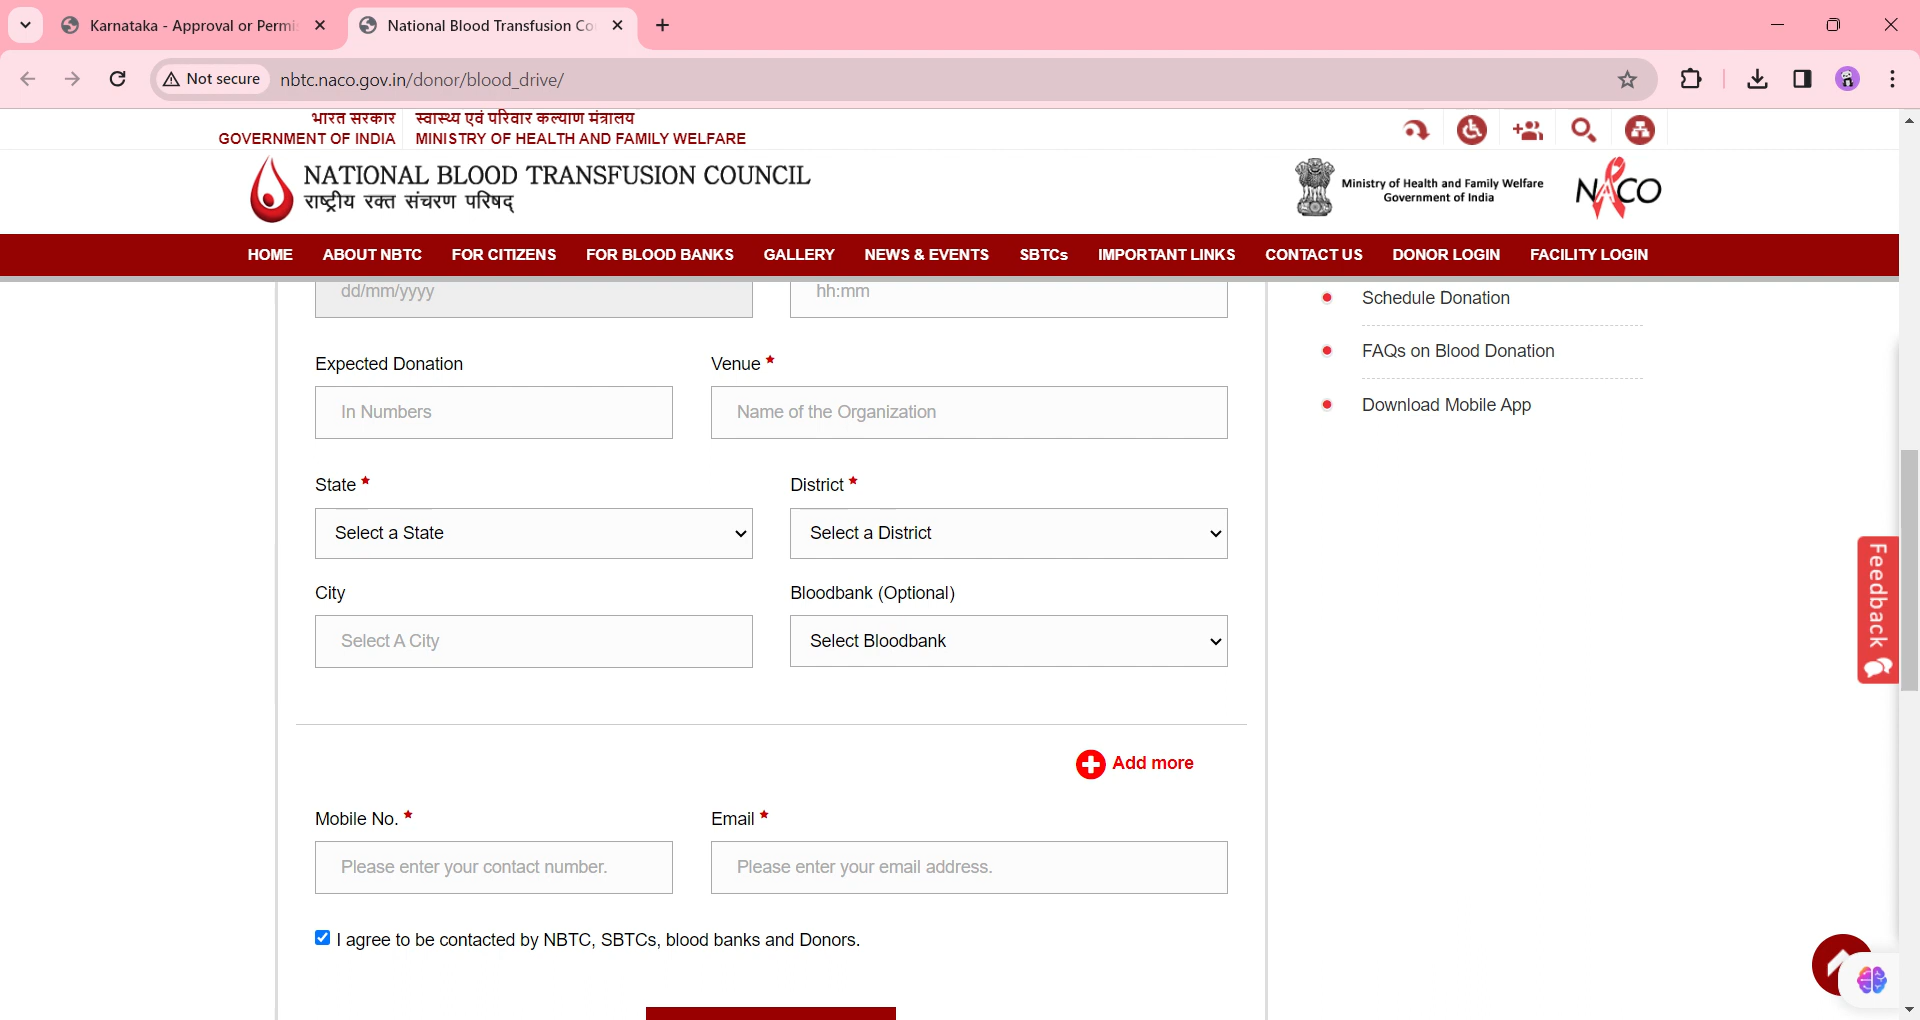 Karnataka - Approval or Permi
National Blood Transfusion Co
Not secure
nbtc.naco.gov.in/donor/blood_drive/
भारत सरकार
स्वास्थ्य एवं परिवार कल्याण मंत्रालय
GOVERNMENT OF INDIA
MINISTRY OF HEALTH AND FAMILY WELFARE
NATIONAL BLOOD TRANSFUSION COUNCIL
राष्ट्रीय रक्त संचरण परिषद्
Ministry of Health and Family Welfare
Government of India
NACO
HOME ABOUT NBTC FOR CITIZENS FOR BLOOD BANKS GALLERY NEWS & EVENTS SBTCs IMPORTANT LINKS CONTACT US DONOR LOGIN FACILITY LOGIN
dd/mm/yyyy
hh:mm
Schedule Donation
FAQs on Blood Donation
Download Mobile App
Expected Donation
Venue *
In Numbers
Name of the Organization
State *
District *
Select a State
Select a District
City
Bloodbank (Optional)
Select A City
Select Bloodbank
Feedback
Add more
Mobile No. *
Email *
Please enter your contact number.
Please enter your email address.
I agree to be contacted by NBTC, SBTCs, blood banks and Donors.